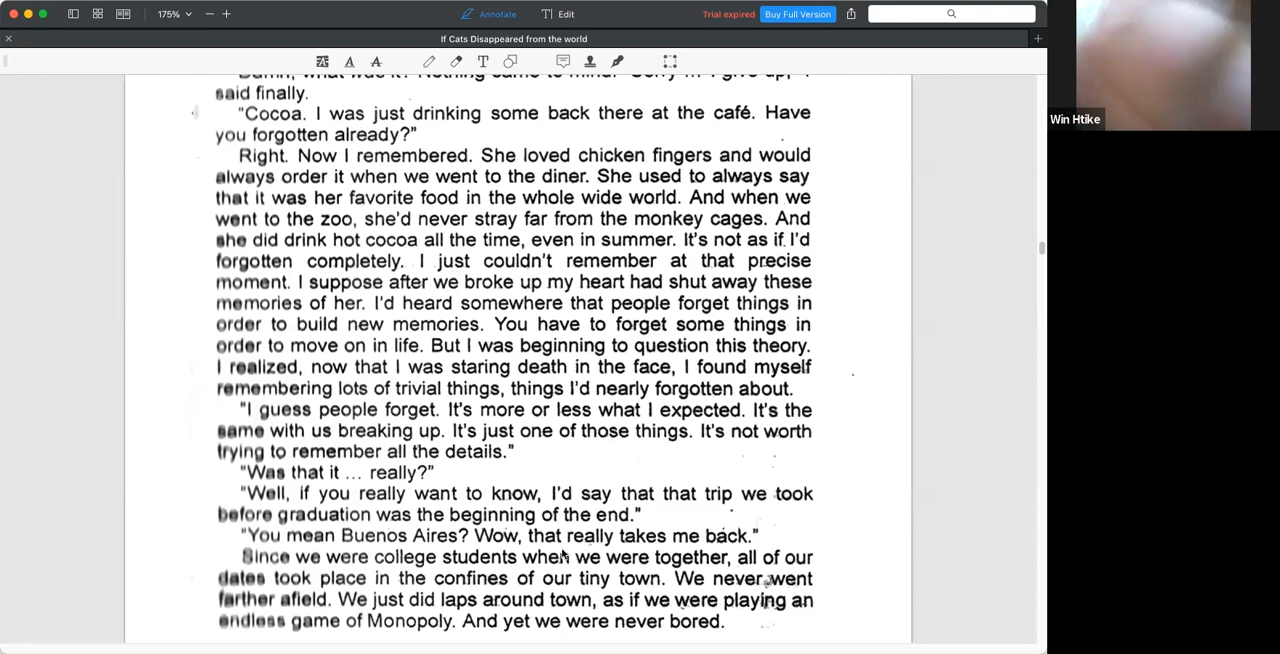 175%
Annotate
Edit
Trial expired
Buy Full Version
If Cats Disappeared from the world
said finally.
"Cocoa. I was just drinking some back there at the café. Have
you forgotten already?"
Right. Now I remembered. She loved chicken fingers and would
always order it when we went to the diner. She used to always say
that it was her favorite food in the whole wide world. And when we
went to the zoo, she'd never stray far from the monkey cages. And
she did drink hot cocoa all the time, even in summer. It's not as if I'd
forgotten completely. I just couldn't remember at that precise
moment. I suppose after we broke up my heart had shut away these
memories of her. I'd heard somewhere that people forget things in
order to build new memories. You have to forget some things in
order to move on in life. But I was beginning to question this theory.
I realized, now that I was staring death in the face, I found myself
remembering lots of trivial things, things I'd nearly forgotten about.
"I guess people forget. It's more or less what I expected. It's the
same with us breaking up. It's just one of those things. It's not worth
trying to remember all the details."
"Was that it ... really?"
"Well, if you really want to know, I'd say that that trip we took
before graduation was the beginning of the end."
"You mean Buenos Aires? Wow, that really takes me back."
Since we were college students when we were together, all of our
dates took place in the confines of our tiny town. We never went
farther afield. We just did laps around town, as if we were playing an
endless game of Monopoly. And yet we were never bored.
Win Htike